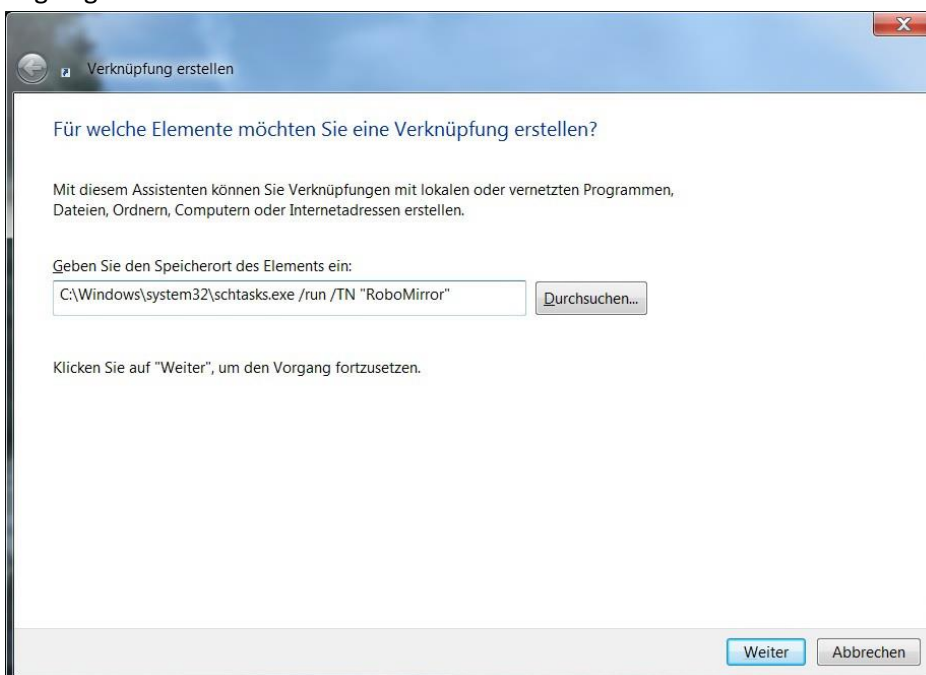 Verknüpfung erstellen
Für welche Elemente möchten Sie eine Verknüpfung erstellen?
Mit diesem Assistenten können Sie Verknüpfungen mit lokalen oder vernetzten Programmen,
Dateien, Ordnern, Computern oder Internetadressen erstellen.
Geben Sie den Speicherort des Elements ein:
C:\Windows\system32\schtasks.exe /run /TN "RoboMirror"
Durchsuchen...
Klicken Sie auf "Weiter", um den Vorgang fortzusetzen.
Weiter
Abbrechen